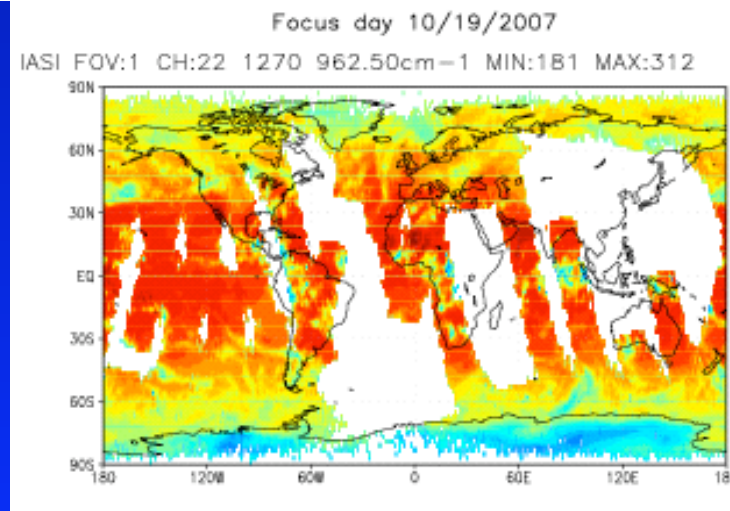 Focus day 10/19/2007
IASI FOV:1 CH:22 1270 962.50cm-1 MIN:181 MAX:312
90N
60N
30N
EQ
30S
60S
90S
180 120W 60W 0 60E 120E 18